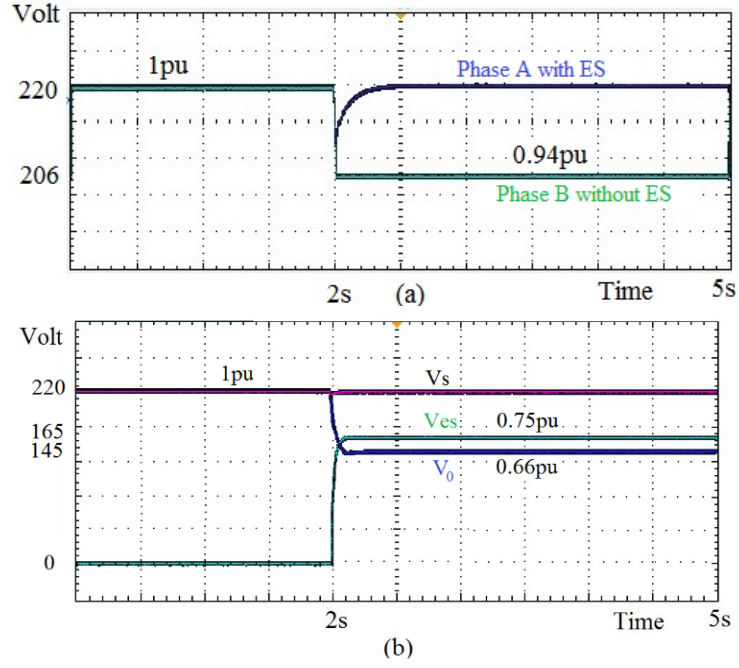 Volt
1pu
Phase A with ES
220
0.94pu
206
Phase B without ES
2s (a) Time 5s
Volt
1pu
Vs
220
Ves 0.75pu
165
145
V0 0.66pu
0
2s Time 5s
(b)